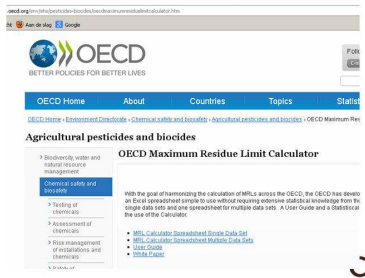 .oecd.org/env/ehs/pesticides-biocides/oecdmaximumresiduelimitcalculator.htm
Aan de slag Google
OECD
BETTER POLICIES FOR BETTER LIVES
Follo
OECD Home About Countries Topics Statist
OECD Home › Environment Directorate › Chemical safety and biosafety › Agricultural pesticides and biocides › OECD Maximum Res
Agricultural pesticides and biocides
Biodiversity, water and
natural resource
management
Chemical safety and
biosafety
Testing of
chemicals
Assessment of
chemicals
Risk management
of installations and
chemicals
Safety of
OECD Maximum Residue Limit Calculator
With the goal of harmonizing the calculation of MRLs across the OECD, the OECD has develo
an Excel spreadsheet simple to use without requiring extensive statistical knowledge from the
single data sets and one spreadsheet for multiple data sets. A User Guide and a Statistical
the use of the Calculator.
• MRL Calculator Spreadsheet Single Data Set
• MRL Calculator Spreadsheet Multiple Data Sets
• User Guide
• White Paper